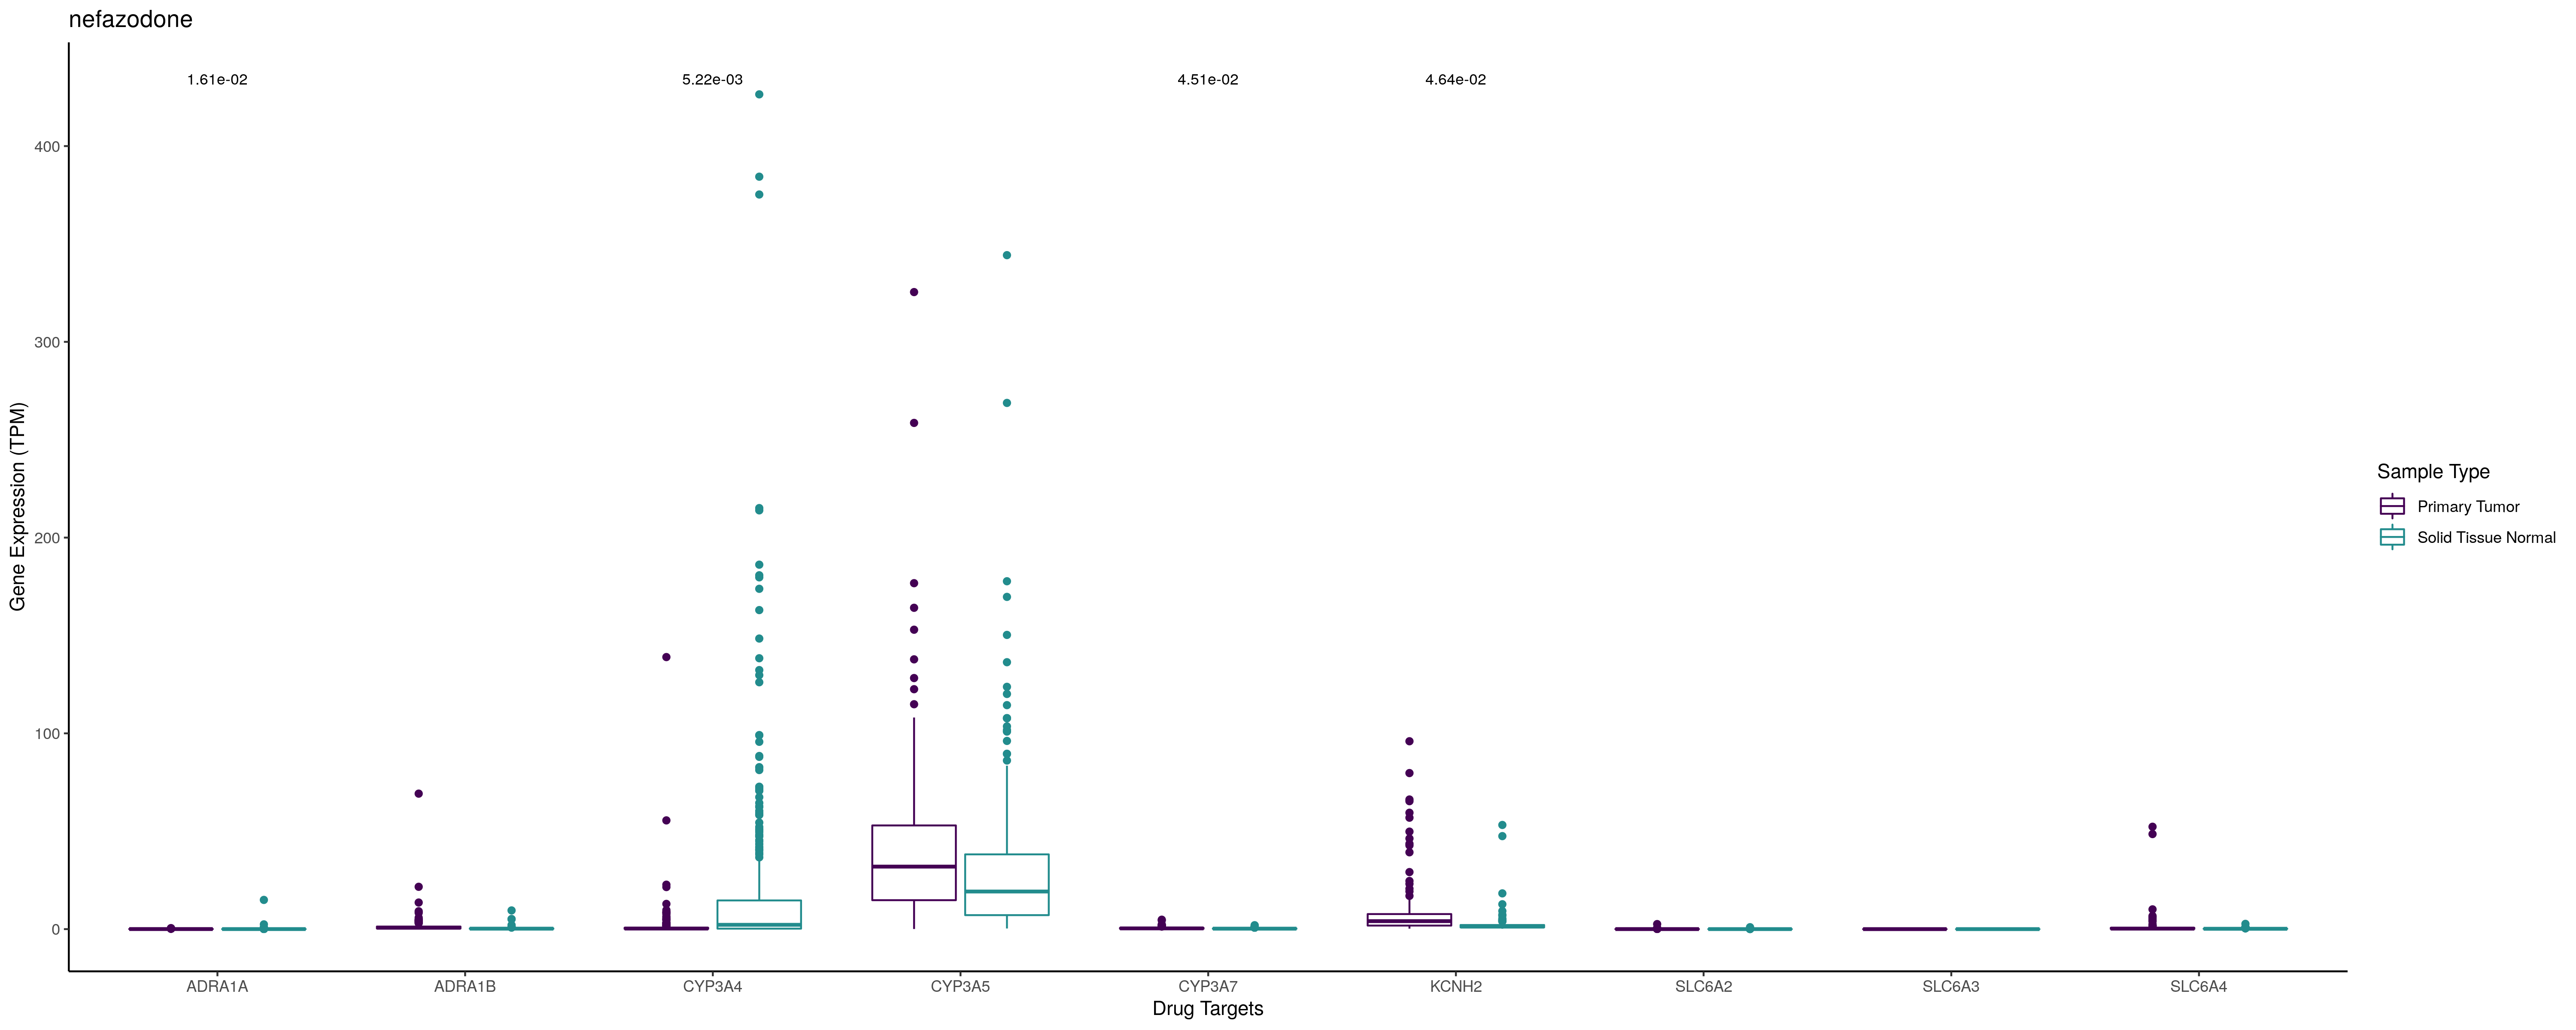 nefazodone
1.61e-02
5.22e-03
4.51e-02
4.64e-02
400
300
200
100
0
Gene Expression (TPM)
ADRA1A
ADRA1B
CYP3A4
CYP3A5
CYP3A7
KCNH2
SLC6A2
SLC6A3
SLC6A4
Drug Targets
Sample Type
Primary Tumor
Solid Tissue Normal